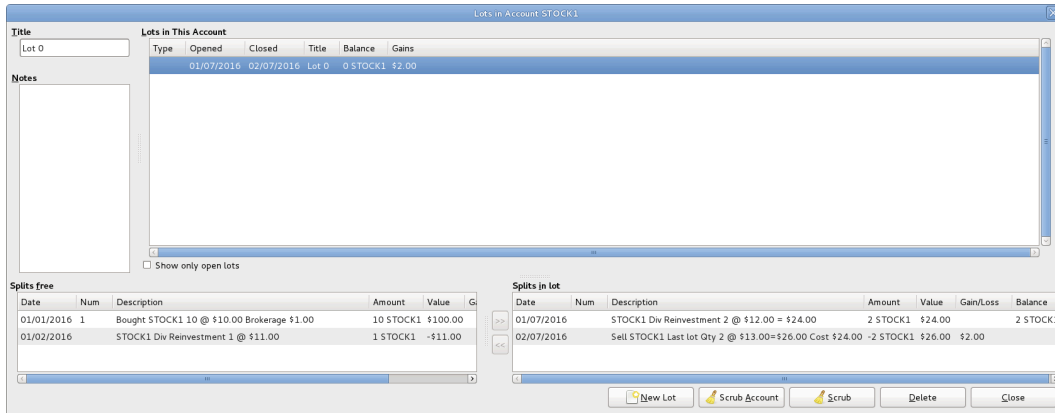 Lots in Account STOCK1
Title
Lot 0
Notes
Lots in This Account
Type Opened Closed Title Balance Gains
01/07/2016 02/07/2016 Lot 0 0 STOCK1 $2.00
Show only open lots
Splits free
Date Num Description Amount Value G
01/01/2016 1 Bought STOCK1 10 @ $10.00 Brokerage $1.00 10 STOCK1 $100.00
01/02/2016 STOCK1 Div Reinvestment 1 @ $11.00 1 STOCK1 -$11.00
>>
<<
Splits in lot
Date Num Description Amount Value Gain/Loss Balance
01/07/2016 STOCK1 Div Reinvestment 2 @ $12.00 = $24.00 2 STOCK1 $24.00 2 STOCK
02/07/2016 Sell STOCK1 Last lot Qty 2 @ $13.00=$26.00 Cost $24.00 -2 STOCK1 $26.00 $2.00
New Lot Scrub Account Scrub Delete Close